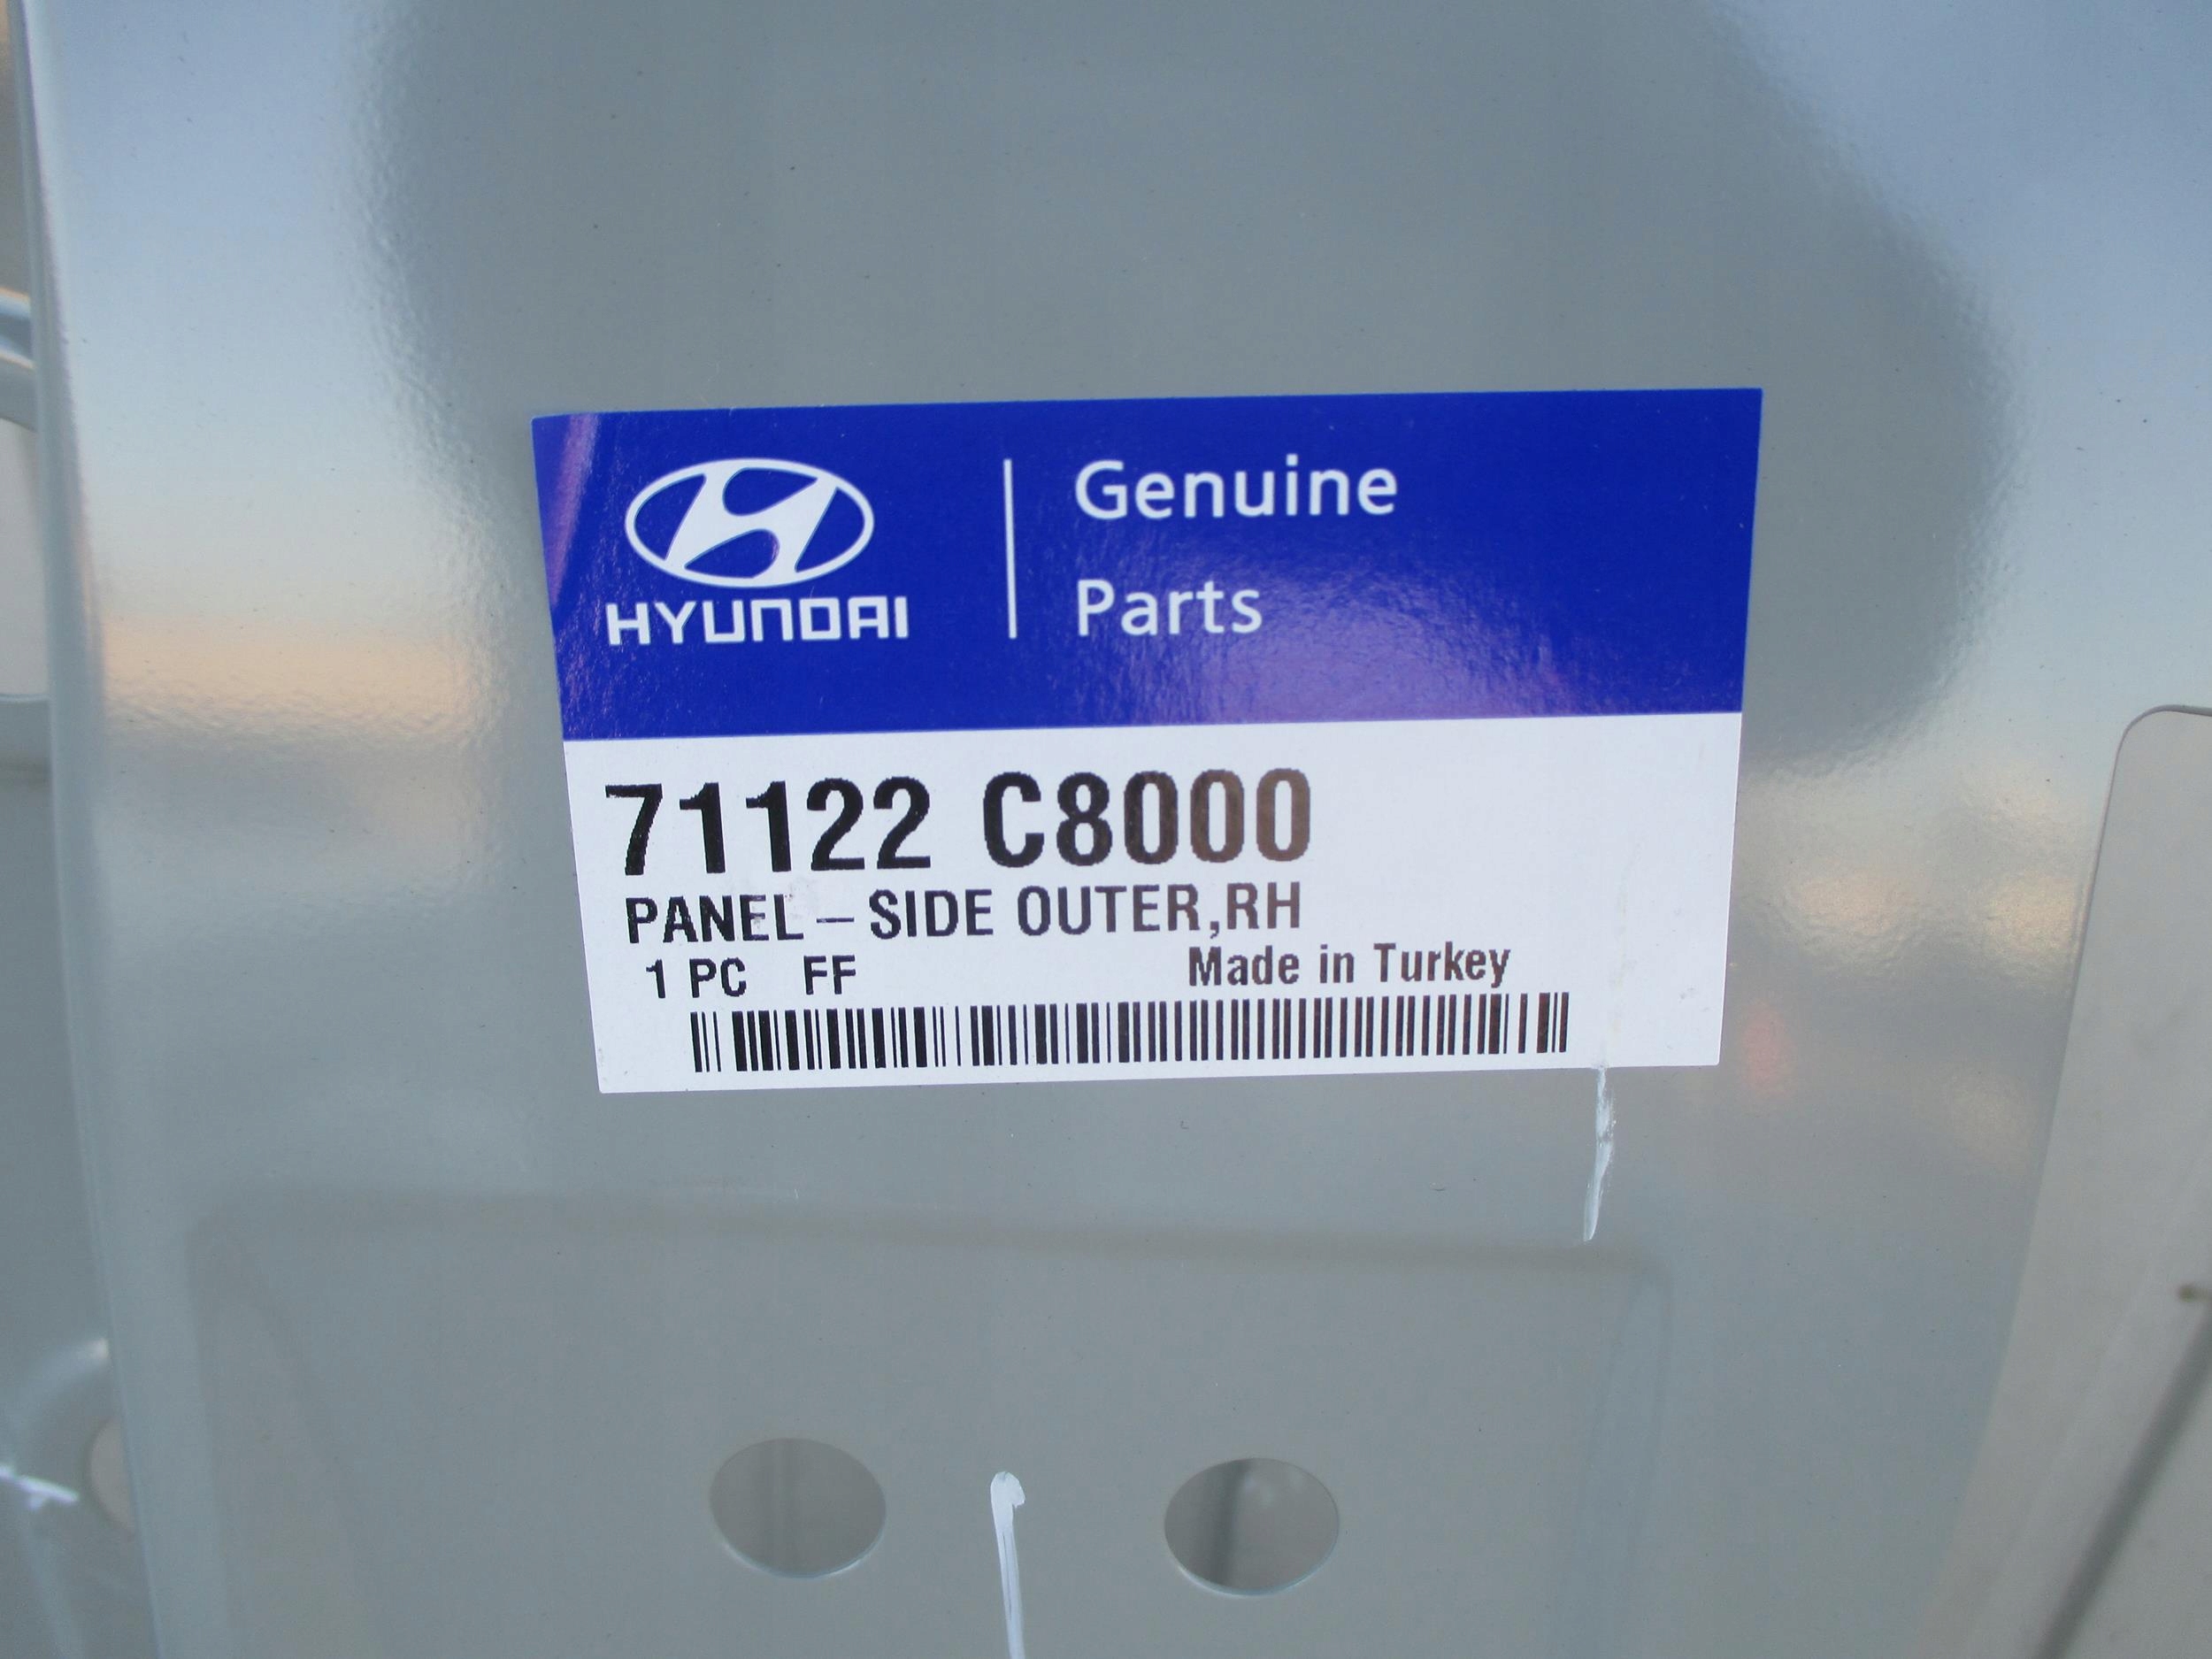 HYUNDAI
Genuine
Parts
71122 C8000
PANEL-SIDE OUTER,RH
1 PC FF Made in Turkey